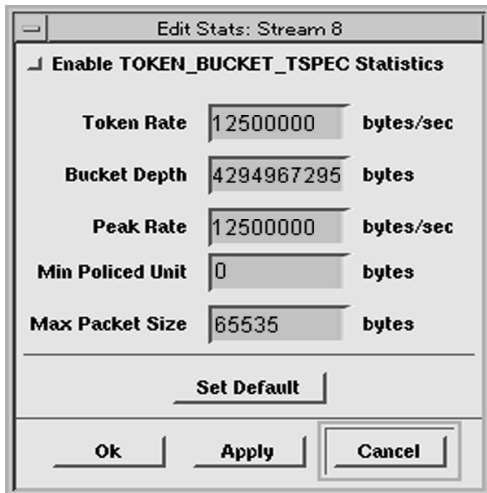 Edit Stats: Stream 8
Enable TOKEN_BUCKET_TSPEC Statistics
Token Rate 12500000 bytes/sec
Bucket Depth 4294967295 bytes
Peak Rate 12500000 bytes/sec
Min Policed Unit 0 bytes
Max Packet Size 65535 bytes
Set Default
Ok Apply Cancel